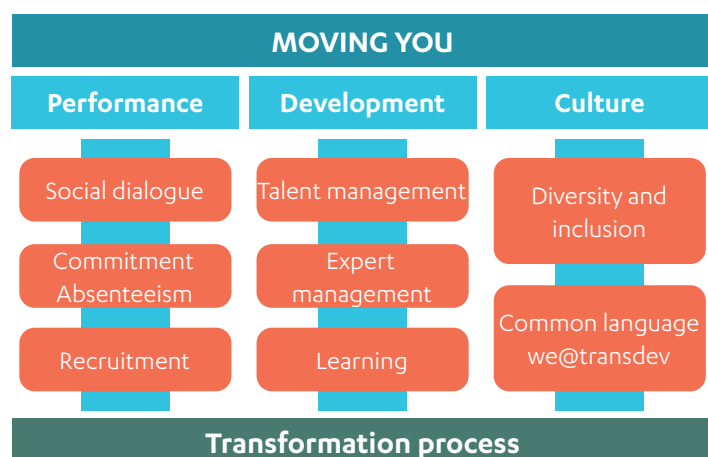 MOVING YOU
Performance
Development
Culture
Social dialogue
Commitment
Absenteeism
Recruitment
Talent management
Expert
management
Learning
Diversity and
inclusion
Common language
we@transdev
Transformation process